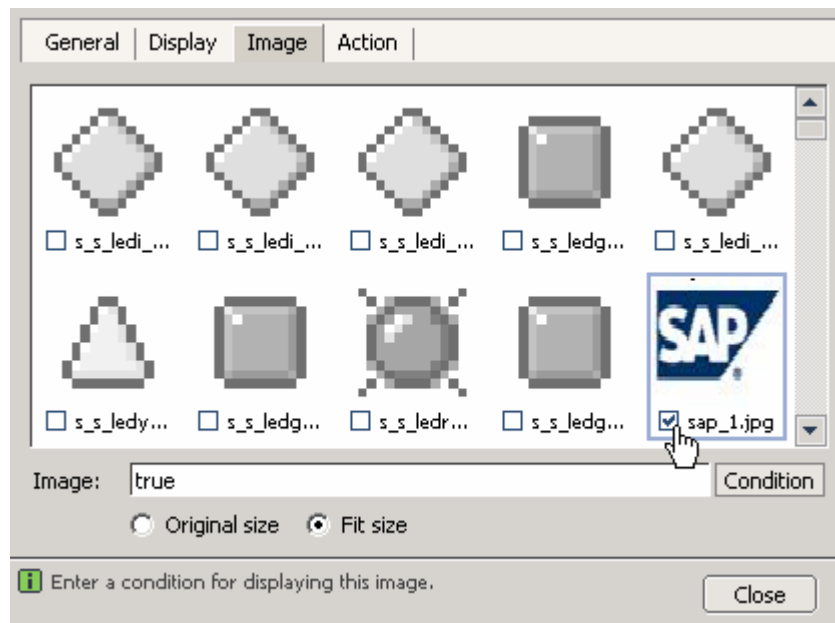 General Display Image Action
s_s_ledi_... s_s_ledi_... s_s_ledi_... s_s_ledg... s_s_ledi_...
SAP®
s_s_ledy... s_s_ledg... s_s_ledr... s_s_ledg... sap_1.jpg
Image: true Condition
Original size Fit size
Enter a condition for displaying this image.
Close